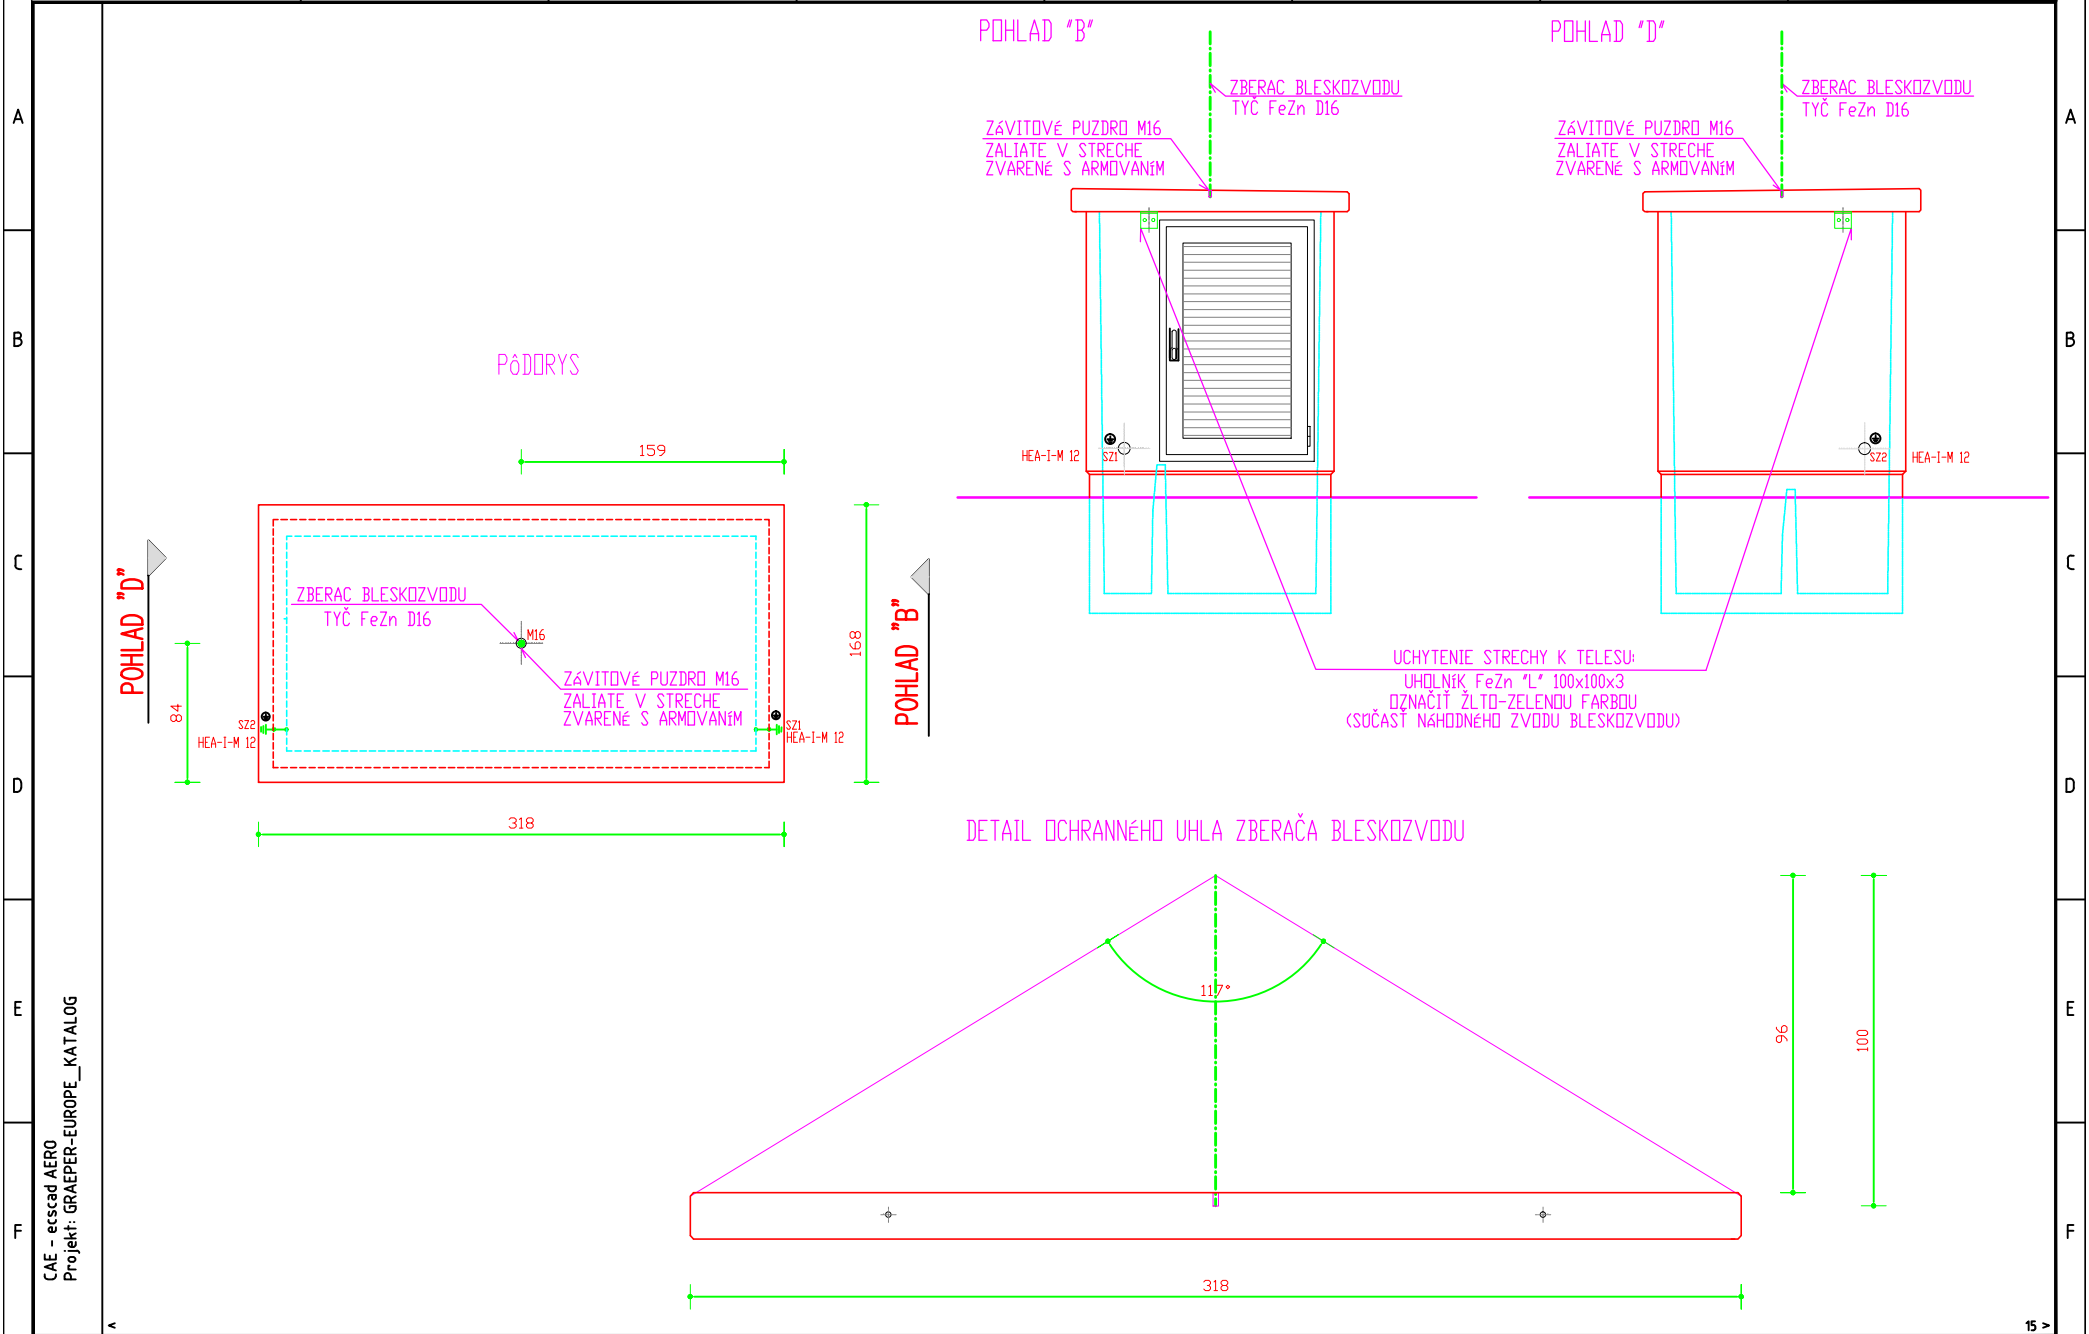 POHLAD "B"
POHLAD "D"
ZBERAC BLESKOZVODU
TYČ FeZn D16
ZÁVITOVÉ PUZDRO M16
ZALIATE V STRECHE
ZVARENÉ S ARMOVANÍM
ZBERAC BLESKOZVODU
TYČ FeZn D16
ZÁVITOVÉ PUZDRO M16
ZALIATE V STRECHE
ZVARENÉ S ARMOVANÍM
A
A
B
B
C
C
D
D
E
E
F
F
HEA-I-M 12
SZ1
SZ2
HEA-I-M 12
PÔDORYS
159
POHLAD "D"
84
ZBERAC BLESKOZVODU
TYČ FeZn D16
M16
ZÁVITOVÉ PUZDRO M16
ZALIATE V STRECHE
ZVARENÉ S ARMOVANÍM
SZ2
HEA-I-M 12
SZ1
HEA-I-M 12
168
POHLAD "B"
318
UCHYTENIE STRECHY K TELESU:
UHOLNÍK FeZn "L" 100x100x3
OZNAČIŤ ŽLTO-ZELENOU FARBOU
(SÚČASŤ NÁHODNÉHO ZVODU BLESKOZVODU)
DETAIL OCHRANNÉHO UHLA ZBERAČA BLESKOZVODU
117°
96
100
318
CAE - ecscad AERO
Projekt: GRAEPER-EUROPE_KATALOG
<
15 >